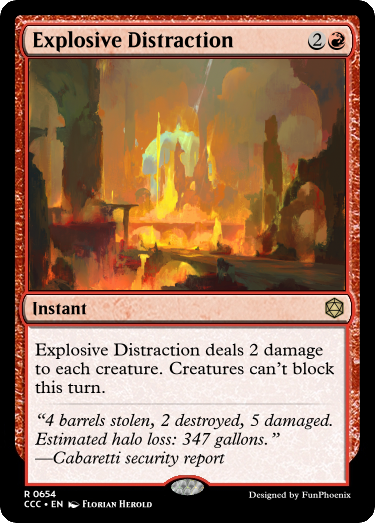 Explosive Distraction 2
Instant
Explosive Distraction deals 2 damage
to each creature. Creatures can't block
this turn.
“4 barrels stolen, 2 destroyed, 5 damaged.
Estimated halo loss: 347 gallons.”
—Cabaretti security report
R 0654
CCC • EN Florian Herold
Designed by FunPhoenix